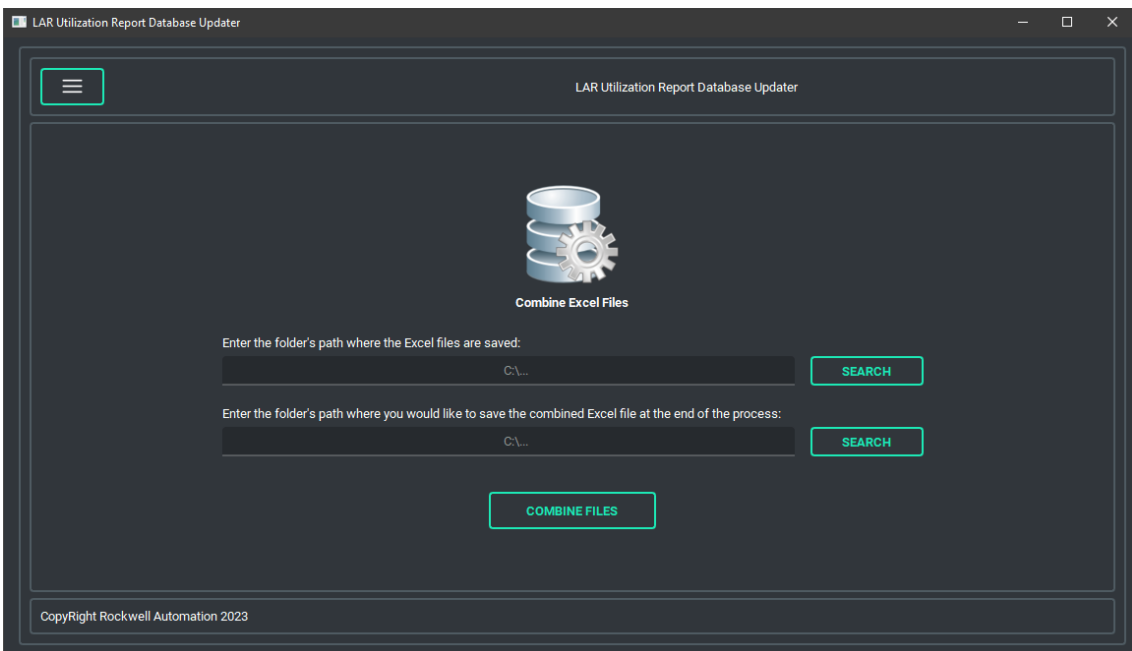 LAR Utilization Report Database Updater
LAR Utilization Report Database Updater
Combine Excel Files
Enter the folder's path where the Excel files are saved:
C:\...
SEARCH
Enter the folder's path where you would like to save the combined Excel file at the end of the process:
C:\...
SEARCH
COMBINE FILES
CopyRight Rockwell Automation 2023